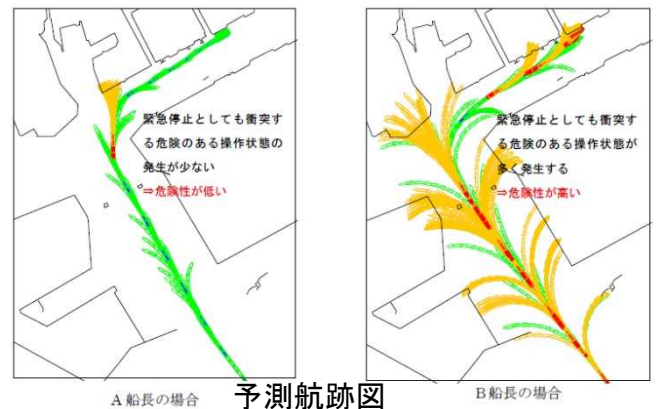 緊急停止としても衝突す
る危険のある操作状態の
発生が少ない
⇒危険性が低い
緊急停止としても衝突す
る危険のある操作状態が
多く発生する
⇒危険性が高い
A 船長の場合
予測航跡図
B船長の場合